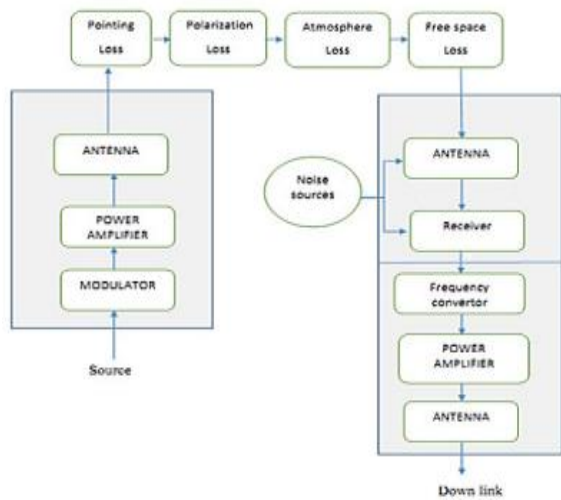 Pointing
Loss
Polarization
Loss
Atmosphere
Loss
Free space
Loss
ANTENNA
POWER
AMPLIFIER
MODULATOR
Source
Noise
sources
ANTENNA
Receiver
Frequency
convertor
POWER
AMPLIFIER
ANTENNA
Down link